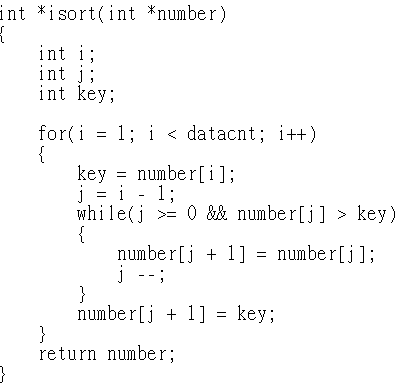 int *isort(int *number)
{
    int i;
    int j;
    int key;

    for(i = 1; i < datacnt; i++)
    {
        key = number[i];
        j = i - 1;
        while(j >= 0 && number[j] > key)
        {
            number[j + 1] = number[j];
            j --;
        }
        number[j + 1] = key;
    }
    return number;
}